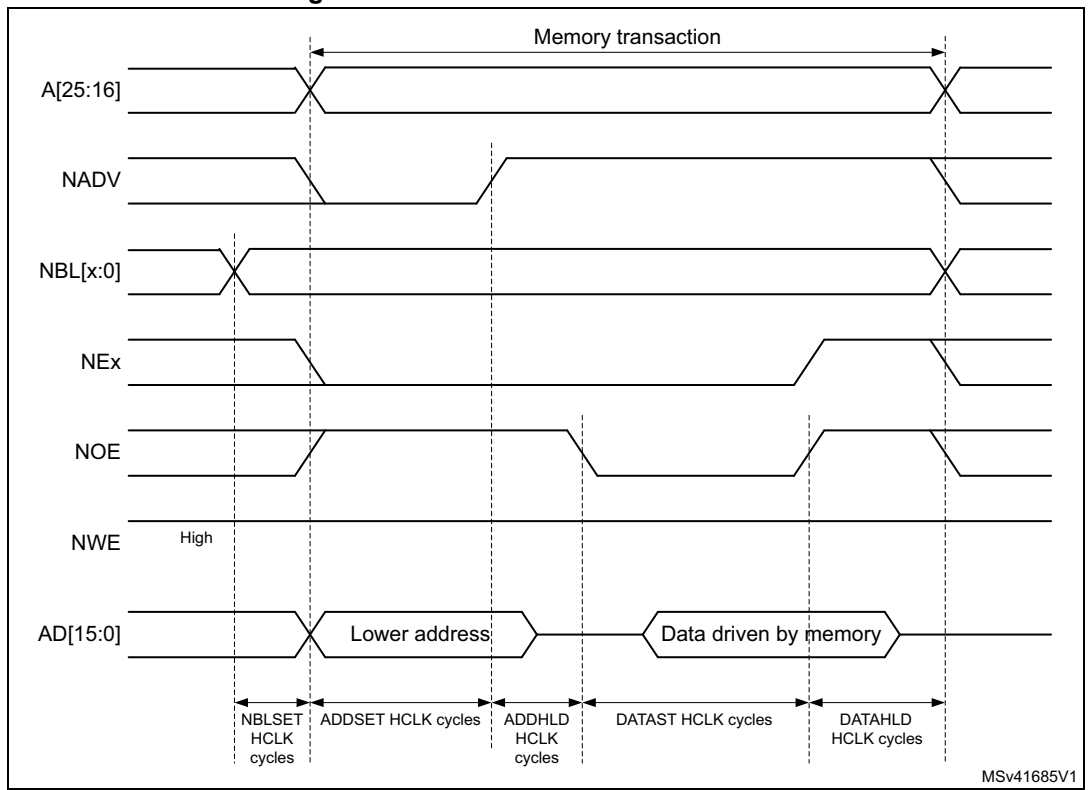 Memory transaction
A[25:16]
NADV
NBL[x:0]
NEx
NOE
NWE
High
AD[15:0]
Lower address
Data driven by memory
NBLSET
HCLK
cycles
ADDSET HCLK cycles
ADDHLD
HCLK
cycles
DATAST HCLK cycles
DATAHLD
HCLK cycles
MSv41685V1